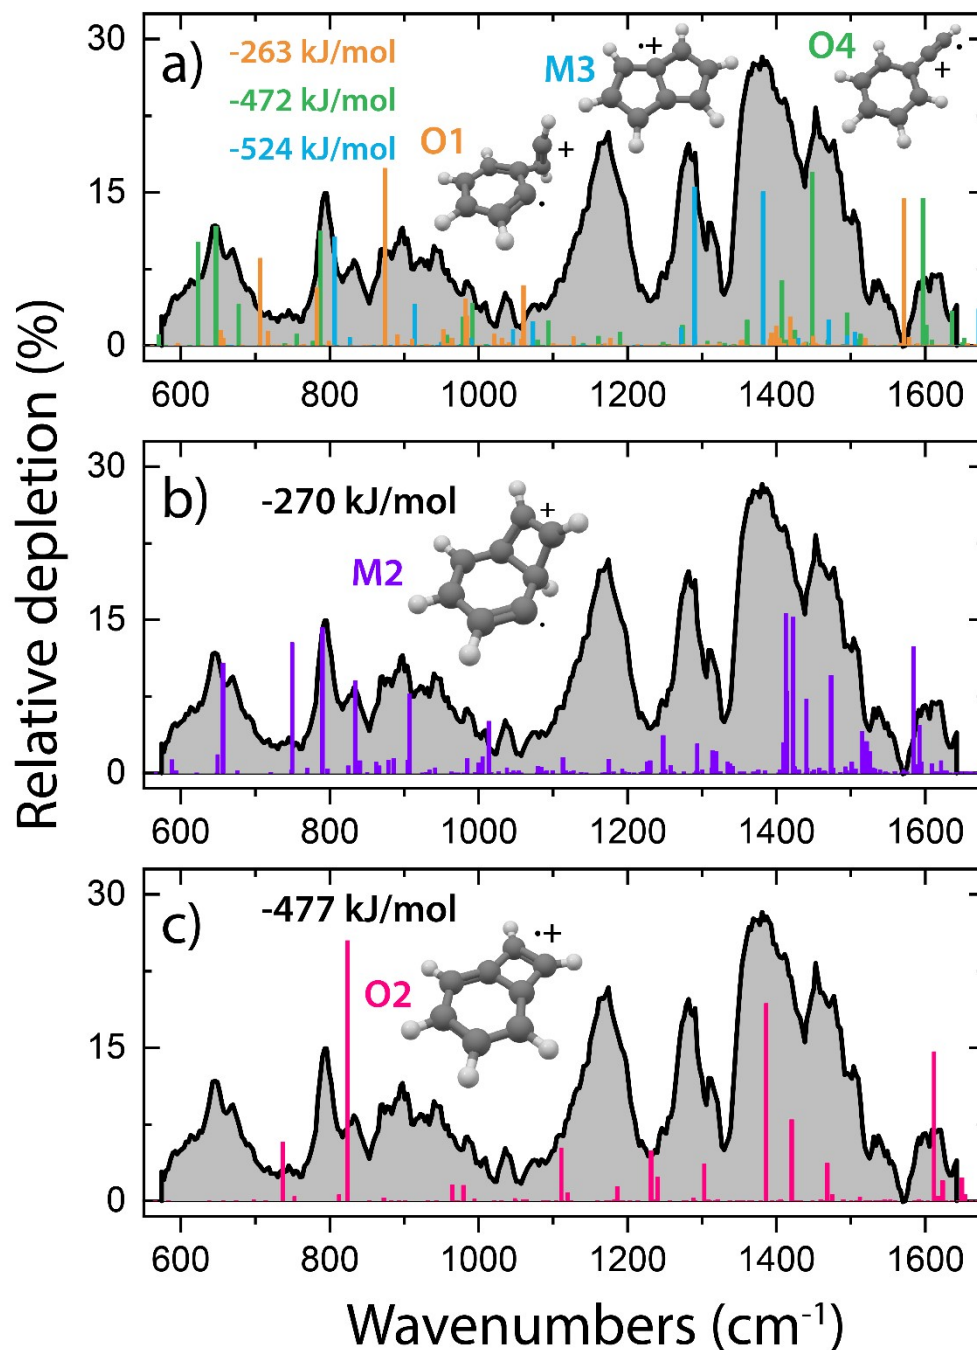 Relative depletion (%)
a)
-263 kJ/mol
-472 kJ/mol
-524 kJ/mol
O1
M3
O4
+
·
·+
·
+
30
15
0
600 800 1000 1200 1400 1600
b)
-270 kJ/mol
M2
+
·
30
15
0
600 800 1000 1200 1400 1600
c)
-477 kJ/mol
O2
·+
30
15
0
600 800 1000 1200 1400 1600
Wavenumbers (cm⁻¹)